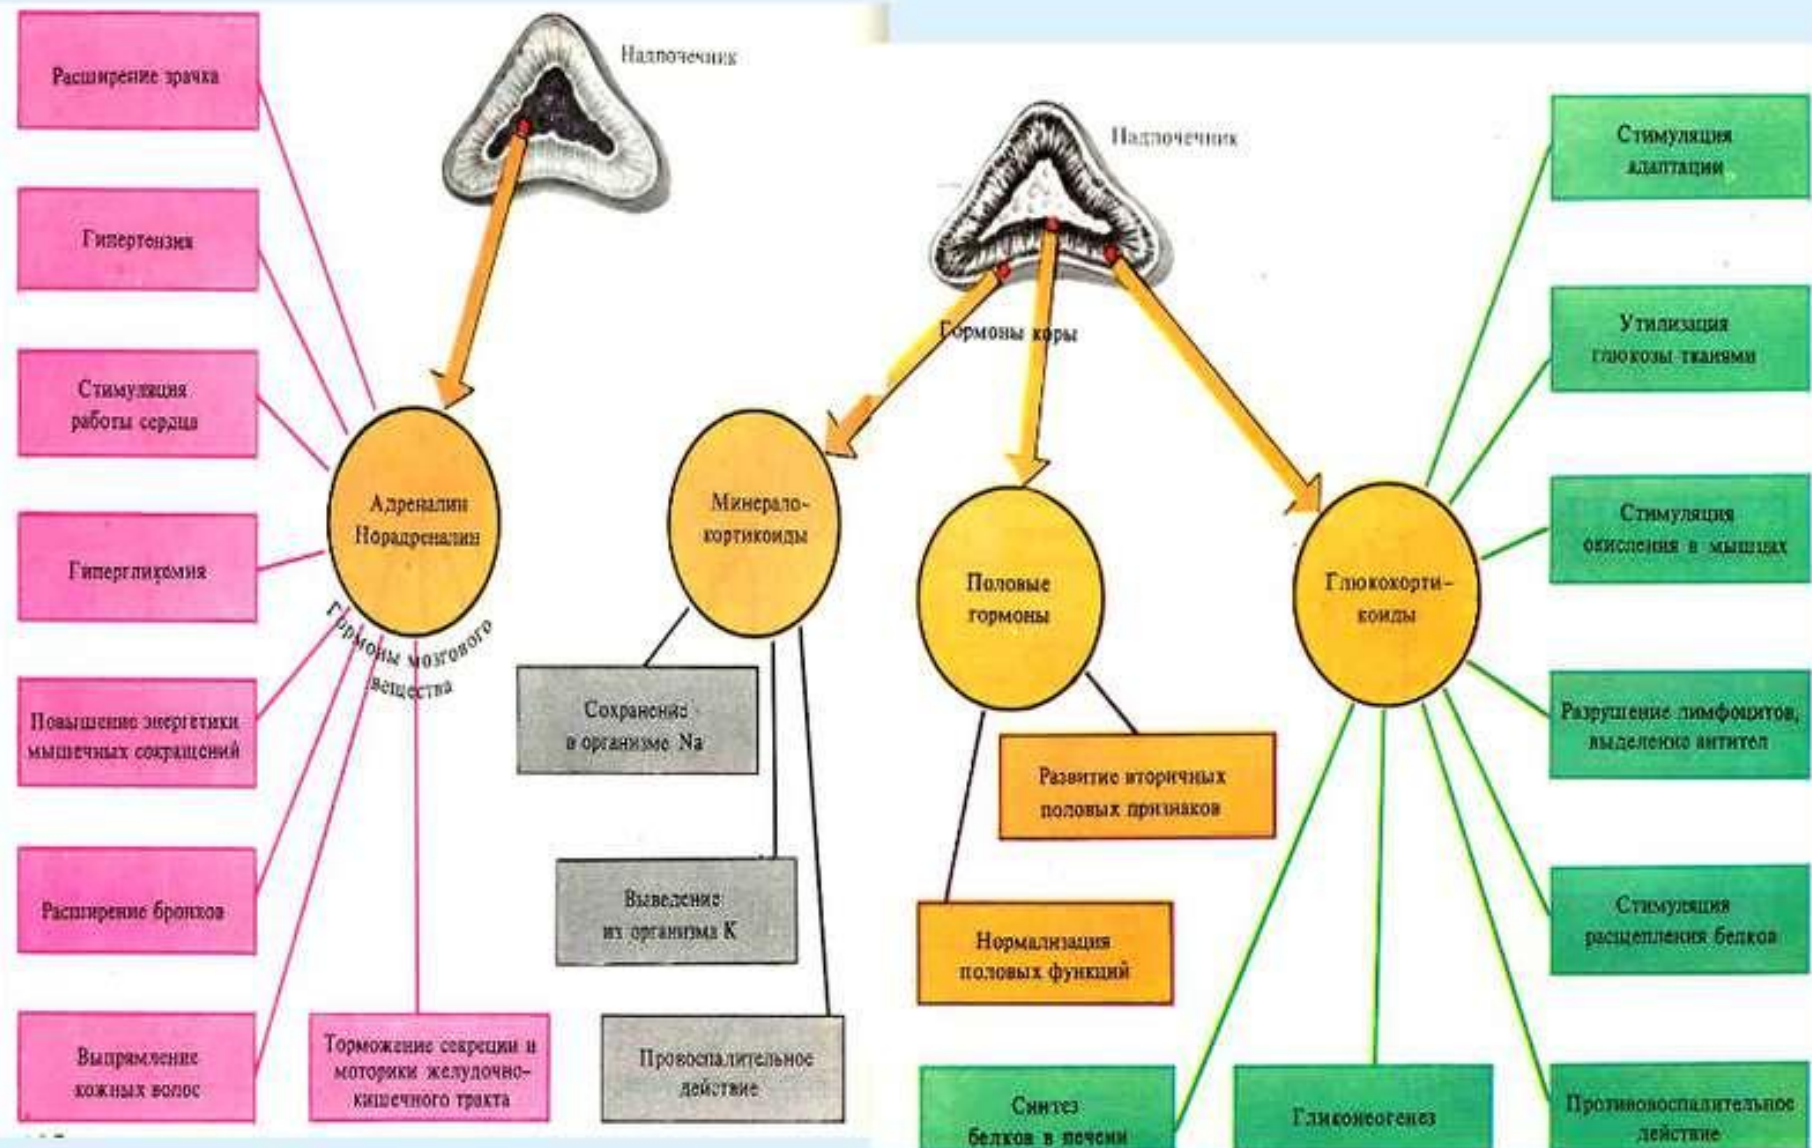 Надпочечник
Расширение зрачка
Гипертензия
Стимуляция
работы сердца
Гипергликемия
Повышение энергетики
мышечных сокращений
Расширение бронхов
Выпрямление
кожных волос
Торможение секреции и
моторики желудочно-
кишечного тракта
Адреналин
Норадреналин
Гормоны мозгового
вещества
Надпочечник
Гормоны коры
Минерало-
кортикоиды
Сохранение
в организме Na
Выведение
из организма K
Провоспалительное
действие
Половые
гормоны
Развитие вторичных
половых признаков
Нормализация
половых функций
Глюкокорти-
коиды
Стимуляция
адаптации
Утилизация
глюкозы тканями
Стимуляция
окисления в мышцах
Разрушение лимфоцитов,
выделение антител
Стимуляция
расщепления белков
Синтез
белков в печени
Гликонеогенез
Противовоспалительное
действие